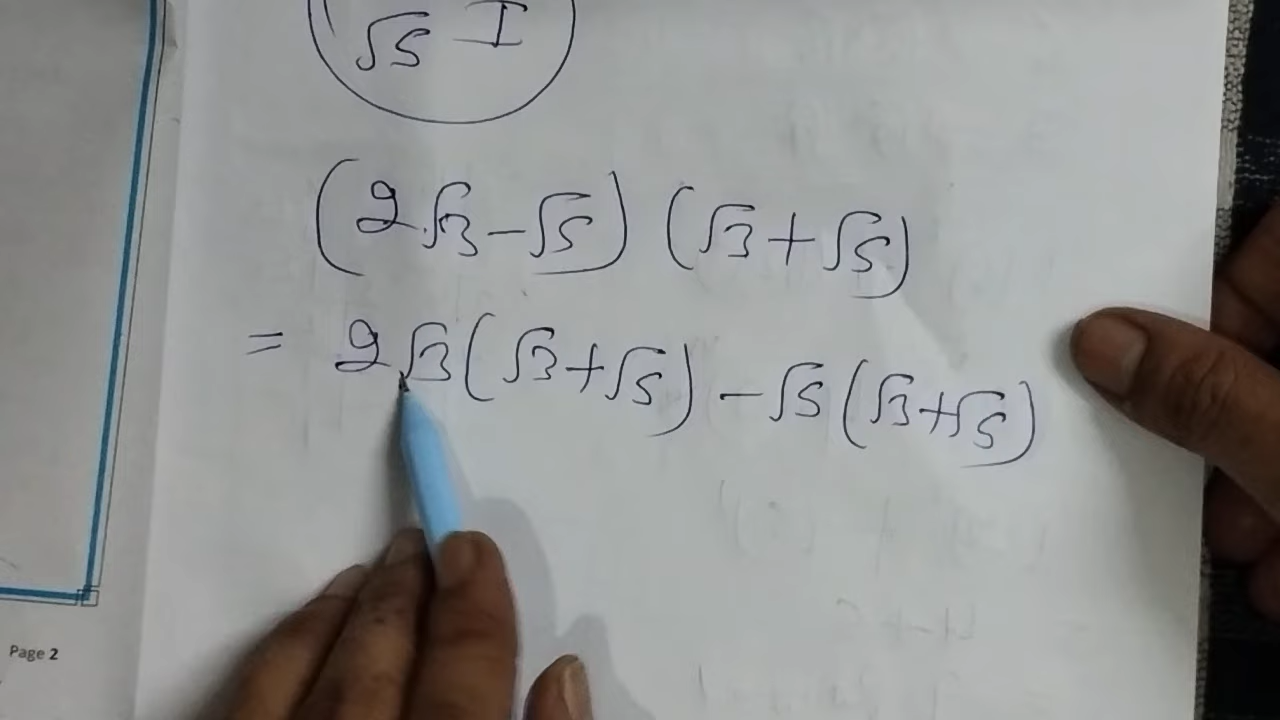 √5 - I
(2√3-√5) (√3+√5)
= 2√3(√3+√5) - √5(√3+√5)
Page 2